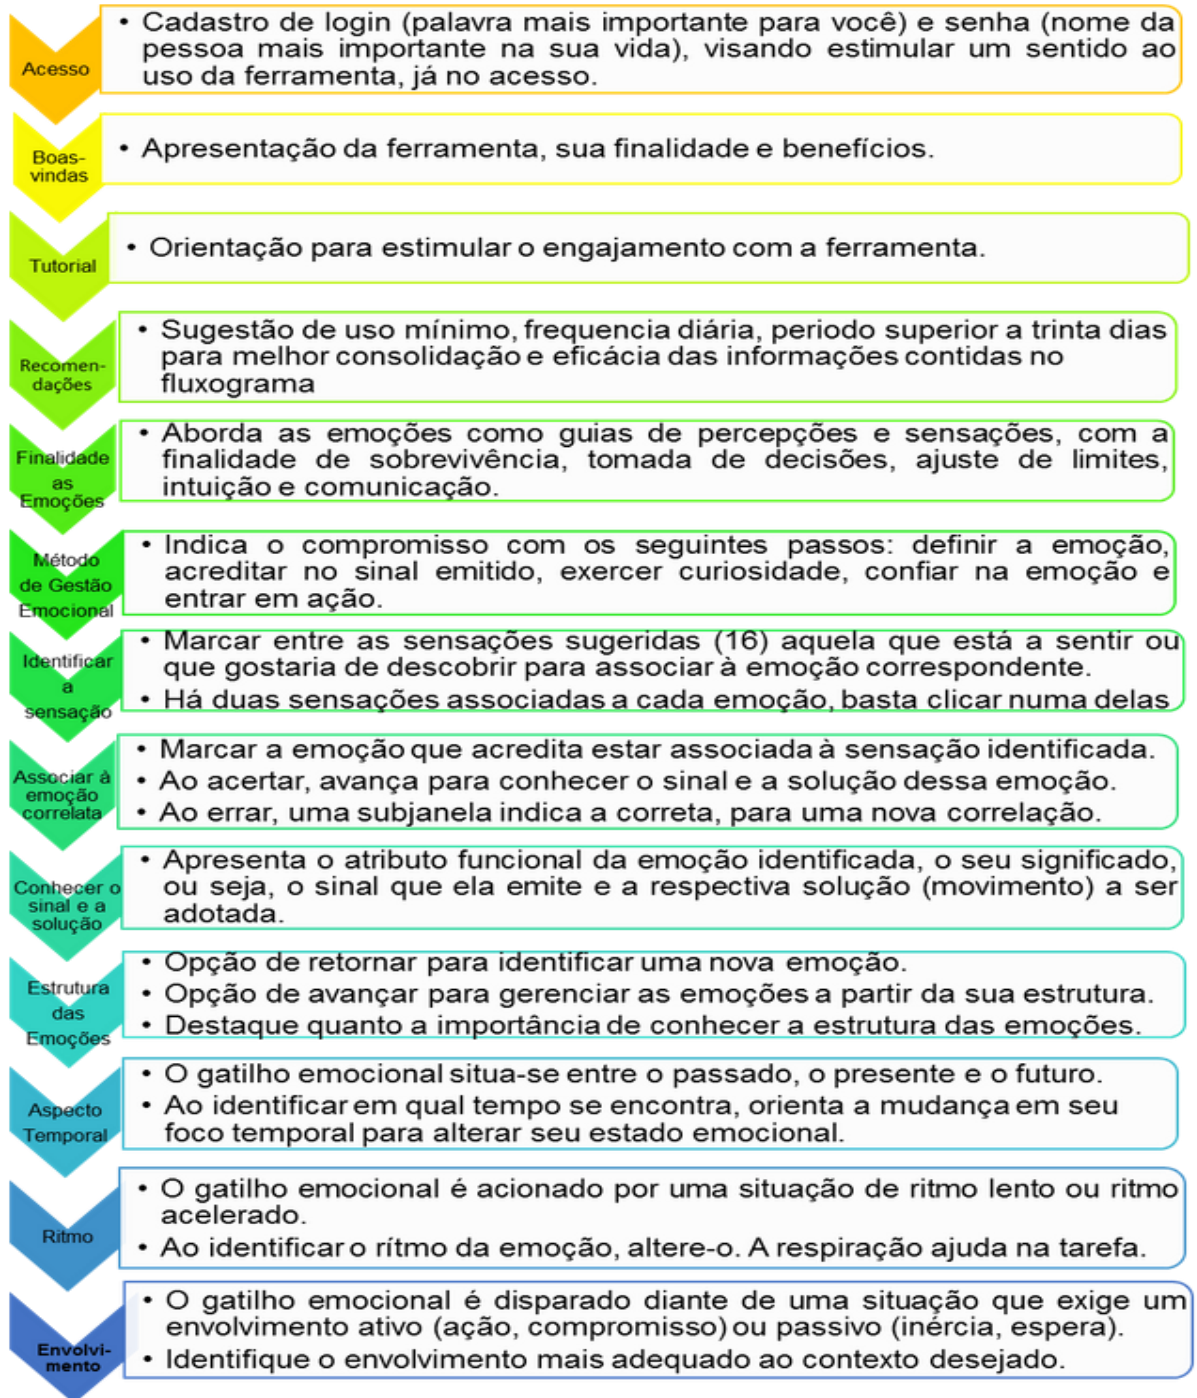 Acesso
• Cadastro de login (palavra mais importante para você) e senha (nome da
pessoa mais importante na sua vida), visando estimular um sentido ao
uso da ferramenta, já no acesso.
Boas-
vindas
• Apresentação da ferramenta, sua finalidade e benefícios.
Tutorial
• Orientação para estimular o engajamento com a ferramenta.
Recomen-
dações
• Sugestão de uso mínimo, frequencia diária, periodo superior a trinta dias
para melhor consolidação e eficácia das informações contidas no
fluxograma
Finalidade
as
Emoções
• Aborda as emoções como guias de percepções e sensações, com a
finalidade de sobrevivência, tomada de decisões, ajuste de limites,
intuição e comunicação.
Método
de Gestão
Emocional
• Indica o compromisso com os seguintes passos: definir a emoção,
acreditar no sinal emitido, exercer curiosidade, confiar na emoção e
entrar em ação.
Identificar
a
sensação
• Marcar entre as sensações sugeridas (16) aquela que está a sentir ou
que gostaria de descobrir para associar à emoção correspondente.
• Há duas sensações associadas a cada emoção, basta clicar numa delas
Associar à
emoção
correlata
• Marcar a emoção que acredita estar associada à sensação identificada.
• Ao acertar, avança para conhecer o sinal e a solução dessa emoção.
• Ao errar, uma subjanela indica a correta, para uma nova correlação.
Conhecer o
sinal e a
solução
• Apresenta o atributo funcional da emoção identificada, o seu significado,
ou seja, o sinal que ela emite e a respectiva solução (movimento) a ser
adotada.
Estrutura
das
Emoções
• Opção de retornar para identificar uma nova emoção.
• Opção de avançar para gerenciar as emoções a partir da sua estrutura.
• Destaque quanto a importância de conhecer a estrutura das emoções.
Aspecto
Temporal
• O gatilho emocional situa-se entre o passado, o presente e o futuro.
• Ao identificar em qual tempo se encontra, orienta a mudança em seu
foco temporal para alterar seu estado emocional.
Ritmo
• O gatilho emocional é acionado por uma situação de ritmo lento ou ritmo
acelerado.
• Ao identificar o rítmo da emoção, altere-o. A respiração ajuda na tarefa.
Envolvi-
mento
• O gatilho emocional é disparado diante de uma situação que exige um
envolvimento ativo (ação, compromisso) ou passivo (inércia, espera).
• Identifique o envolvimento mais adequado ao contexto desejado.